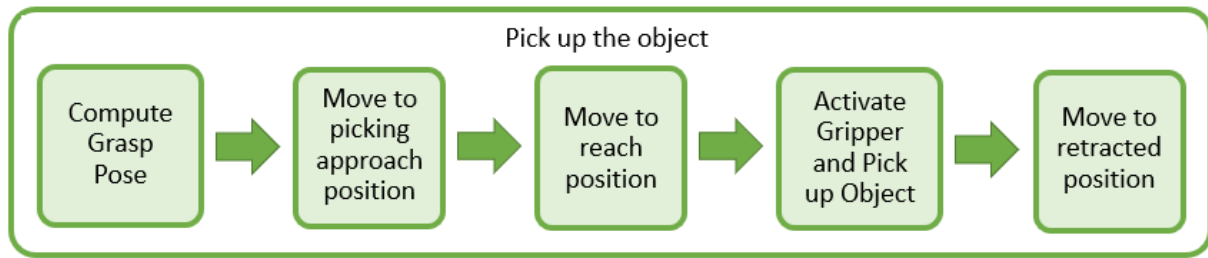 Pick up the object
Compute
Grasp
Pose
Move to
picking
approach
position
Move to
reach
position
Activate
Gripper
and Pick
up Object
Move to
retracted
position